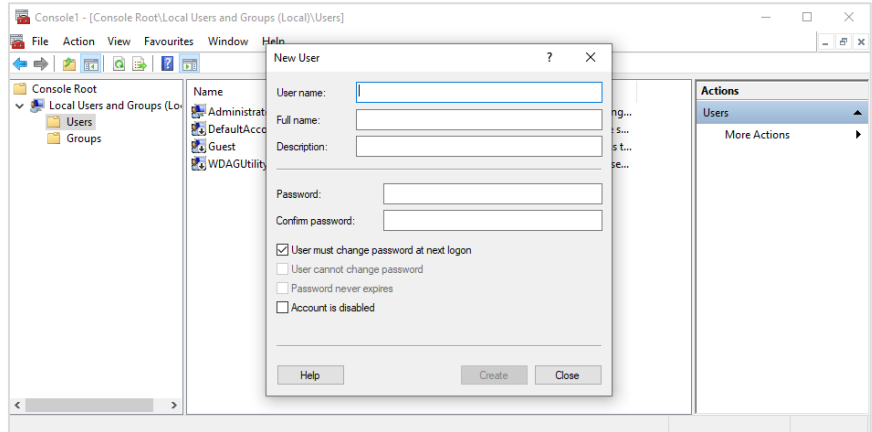 Console1 - [Console Root\Local Users and Groups (Local)\Users]
File Action View Favourites Window Help
Console Root
Local Users and Groups (Lo
Users
Groups
Name
Administrat
DefaultAcco
Guest
WDAGUtility
ng...
s...
s t...
se...
New User ?
User name:
Full name:
Description:
Password:
Confirm password:
User must change password at next logon
User cannot change password
Password never expires
Account is disabled
Help Create Close
Actions
Users
More Actions